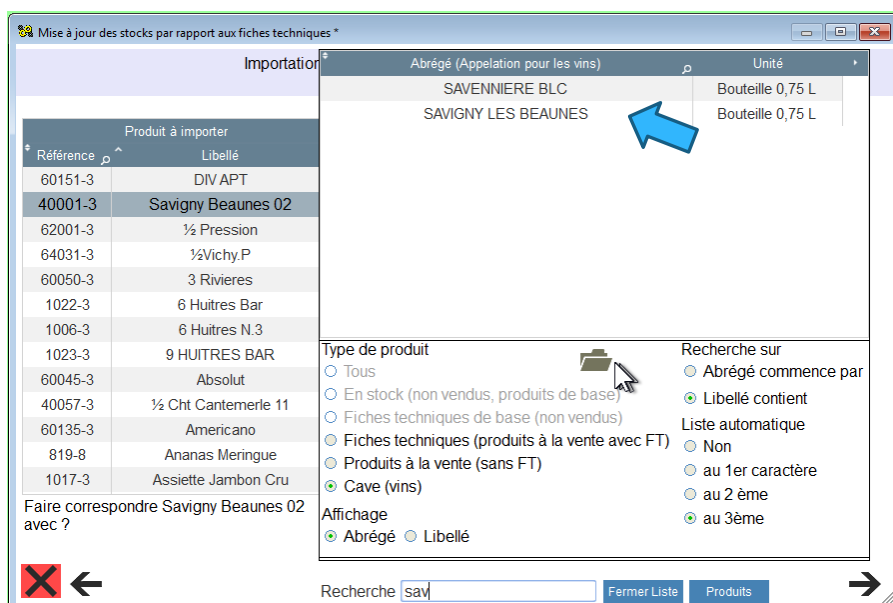 Mise à jour des stocks par rapport aux fiches techniques *
Importation
Produit à importer
Référence Libellé
60151-3 DIV APT
40001-3 Savigny Beaunes 02
62001-3 ½ Pression
64031-3 ½Vichy.P
60050-3 3 Rivieres
1022-3 6 Huitres Bar
1006-3 6 Huitres N.3
1023-3 9 HUITRES BAR
60045-3 Absolut
40057-3 ½ Cht Cantemerle 11
60135-3 Americano
819-8 Ananas Meringue
1017-3 Assiette Jambon Cru
Faire correspondre Savigny Beaunes 02
avec ?
Abrégé (Appelation pour les vins) Unité
SAVENNIERE BLC Bouteille 0,75 L
SAVIGNY LES BEAUNES Bouteille 0,75 L
Type de produit
Tous
En stock (non vendus, produits de base)
Fiches techniques de base (non vendus)
Fiches techniques (produits à la vente avec FT)
Produits à la vente (sans FT)
Cave (vins)
Affichage
Abrégé Libellé
Recherche sur
Abrégé commence par
Libellé contient
Liste automatique
Non
au 1er caractère
au 2 ème
au 3ème
Recherche sav Fermer Liste Produits